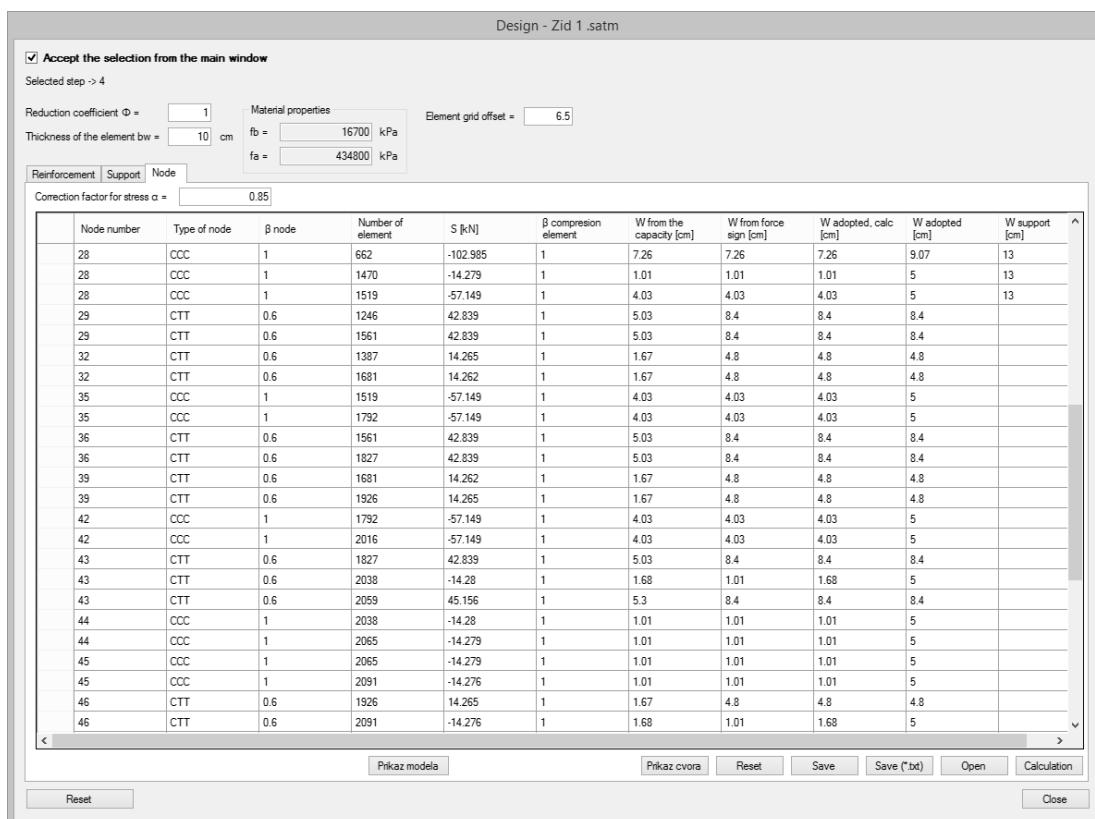 Design - Zid 1 .satm
Accept the selection from the main window
Selected step -> 4
Reduction coefficient Φ = 1
Material properties
Element grid offset = 6.5
Thickness of the element bw = 10 cm
fb = 16700 kPa
fa = 434800 kPa
Reinforcement Support Node
Correction factor for stress α = 0.85
Node number Type of node β node Number of element S [kN] β compresion element W from the capacity [cm] W from force sign [cm] W adopted, calc [cm] W adopted [cm] W support [cm]
28 CCC 1 662 -102.985 1 7.26 7.26 7.26 9.07 13
28 CCC 1 1470 -14.279 1 1.01 1.01 1.01 5 13
28 CCC 1 1519 -57.149 1 4.03 4.03 4.03 5 13
29 CTT 0.6 1246 42.839 1 5.03 8.4 8.4 8.4
29 CTT 0.6 1561 42.839 1 5.03 8.4 8.4 8.4
32 CTT 0.6 1387 14.265 1 1.67 4.8 4.8 4.8
32 CTT 0.6 1681 14.262 1 1.67 4.8 4.8 4.8
35 CCC 1 1519 -57.149 1 4.03 4.03 4.03 5
35 CCC 1 1792 -57.149 1 4.03 4.03 4.03 5
36 CTT 0.6 1561 42.839 1 5.03 8.4 8.4 8.4
36 CTT 0.6 1827 42.839 1 5.03 8.4 8.4 8.4
39 CTT 0.6 1681 14.262 1 1.67 4.8 4.8 4.8
39 CTT 0.6 1926 14.265 1 1.67 4.8 4.8 4.8
42 CCC 1 1792 -57.149 1 4.03 4.03 4.03 5
42 CCC 1 2016 -57.149 1 4.03 4.03 4.03 5
43 CTT 0.6 1827 42.839 1 5.03 8.4 8.4 8.4
43 CTT 0.6 2038 -14.28 1 1.68 1.01 1.68 5
43 CTT 0.6 2059 45.156 1 5.3 8.4 8.4 8.4
44 CCC 1 2038 -14.28 1 1.01 1.01 1.01 5
44 CCC 1 2065 -14.279 1 1.01 1.01 1.01 5
45 CCC 1 2065 -14.279 1 1.01 1.01 1.01 5
45 CCC 1 2091 -14.276 1 1.01 1.01 1.01 5
46 CTT 0.6 1926 14.265 1 1.67 4.8 4.8 4.8
46 CTT 0.6 2091 -14.276 1 1.68 1.01 1.68 5
Prikaz modela Prikaz cvora Reset Save Save (*.txt) Open Calculation
Reset Close